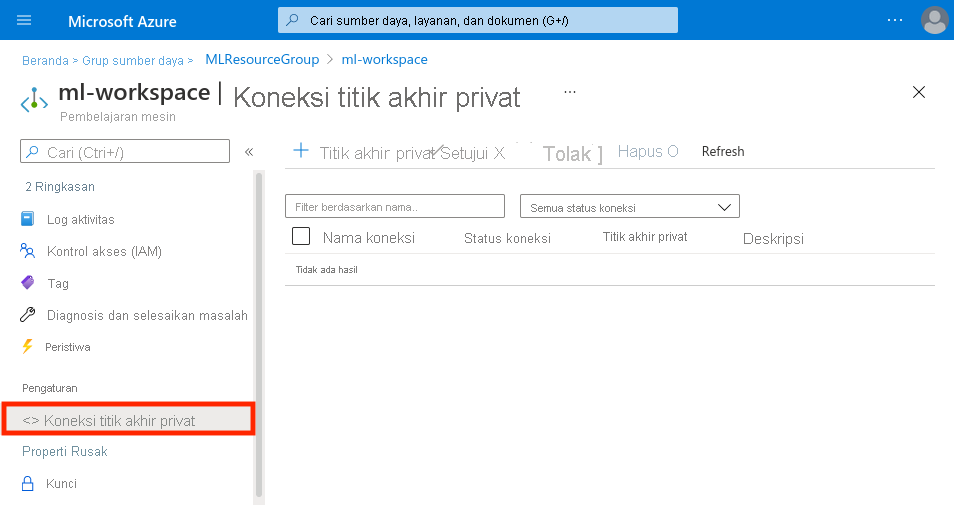 Microsoft Azure
Cari sumber daya, layanan, dan dokumen (G+/)
...
Beranda > Grup sumber daya > MLResourceGroup > ml-workspace
ml-workspace | Koneksi titik akhir privat ...
Pembelajaran mesin
Cari (Ctri+/) «
+ Titik akhir privat Setujui X Tolak ] Hapus O Refresh
2 Ringkasan
Log aktivitas
Kontrol akses (IAM)
Tag
Diagnosis dan selesaikan masalah
Peristiwa
Pengaturan
<> Koneksi titik akhir privat
Properti Rusak
Kunci
Filter berdasarkan nama..
Semua status koneksi
Nama koneksi Status koneksi Titik akhir privat Deskripsi
Tidak ada hasil